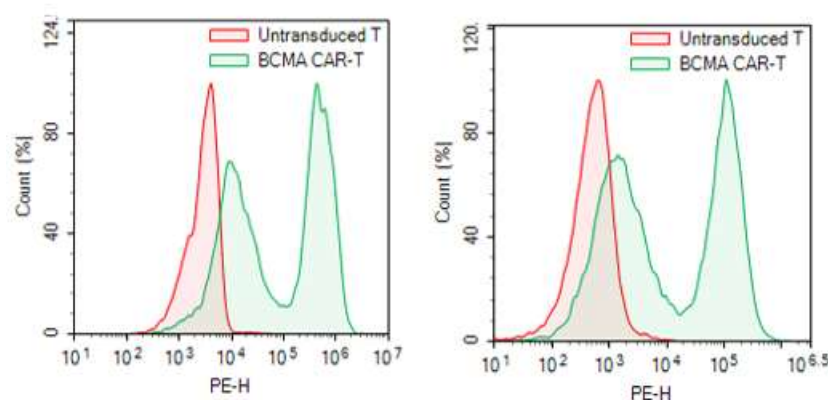 124.
Untransduced T
BCMA CAR-T
80
Count [%]
40
0
10^1 10^2 10^3 10^4 10^5 10^6 10^7
PE-H
120.
Untransduced T
BCMA CAR-T
80
Count [%]
40
0
10^1 10^2 10^3 10^4 10^5 10^6.5
PE-H